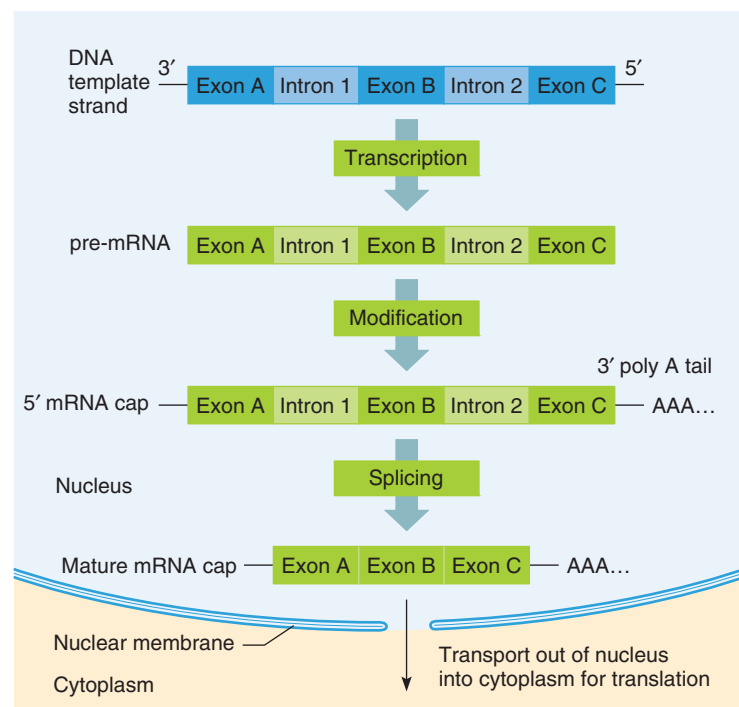 DNA
template
strand
3′
Exon A Intron 1 Exon B Intron 2 Exon C
5′
Transcription
pre-mRNA
Exon A Intron 1 Exon B Intron 2 Exon C
Modification
3′ poly A tail
5′ mRNA cap
Exon A Intron 1 Exon B Intron 2 Exon C
AAA...
Splicing
Nucleus
Mature mRNA cap
Exon A Exon B Exon C
AAA...
Nuclear membrane
Cytoplasm
Transport out of nucleus
into cytoplasm for translation